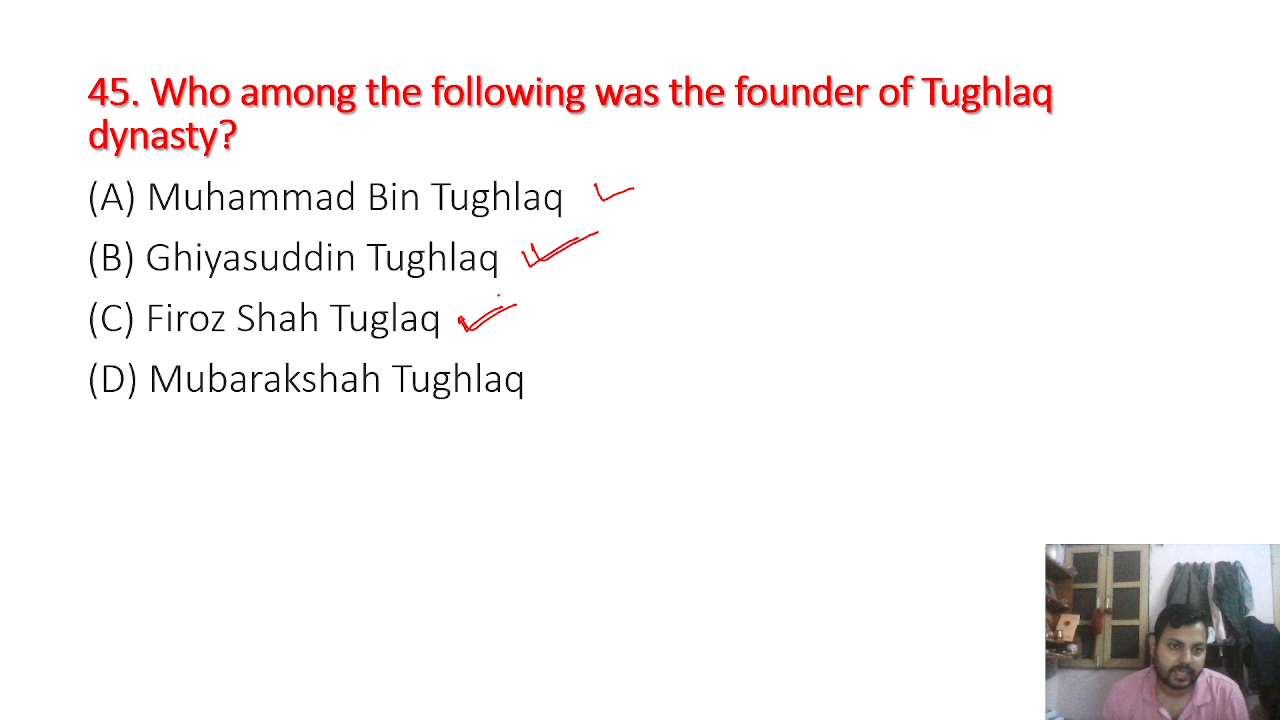 45. Who among the following was the founder of Tughlaq
dynasty?
(A) Muhammad Bin Tughlaq
(B) Ghiyasuddin Tughlaq
(C) Firoz Shah Tuglaq
(D) Mubarakshah Tughlaq